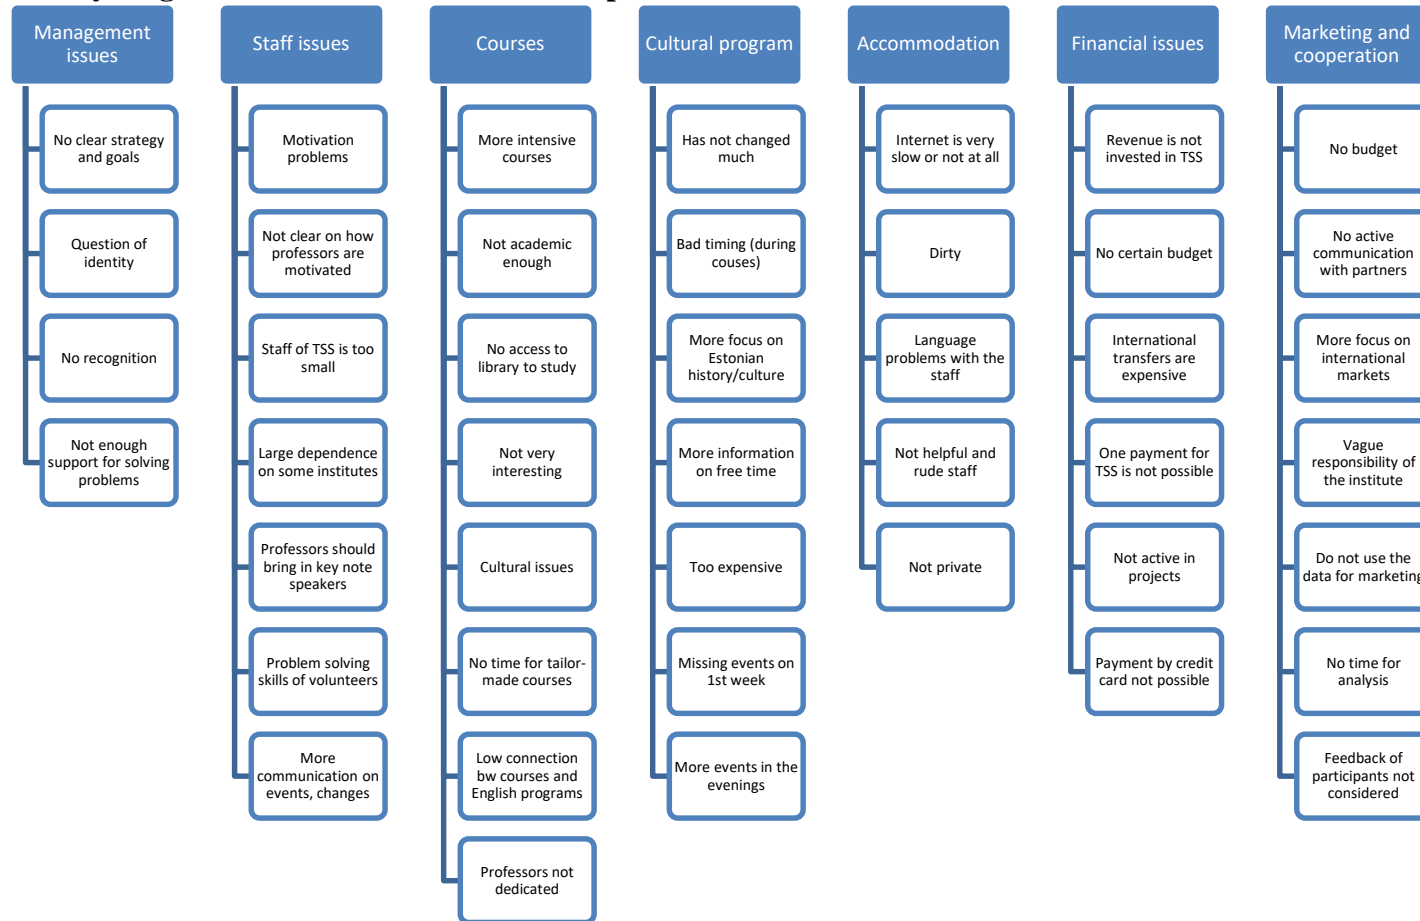 Management
issues
No clear strategy
and goals
Question of
identity
No recognition
Not enough
support for solving
problems
Staff issues
Motivation
problems
Not clear on how
professors are
motivated
Staff of TSS is too
small
Large dependence
on some institutes
Professors should
bring in key note
speakers
Problem solving
skills of volunteers
More
communication on
events, changes
Courses
More intensive
courses
Not academic
enough
No access to
library to study
Not very
interesting
Cultural issues
No time for tailor-
made courses
Low connection
bw courses and
English programs
Professors not
dedicated
Cultural program
Has not changed
much
Bad timing (during
couses)
More focus on
Estonian
history/culture
More information
on free time
Too expensive
Missing events on
1st week
More events in the
evenings
Accommodation
Internet is very
slow or not at all
Dirty
Language
problems with the
staff
Not helpful and
rude staff
Not private
Financial issues
Revenue is not
invested in TSS
No certain budget
International
transfers are
expensive
One payment for
TSS is not possible
Not active in
projects
Payment by credit
card not possible
Marketing and
cooperation
No budget
No active
communication
with partners
More focus on
international
markets
Vague
responsibility of
the institute
Do not use the
data for marketing
No time for
analysis
Feedback of
participants not
considered